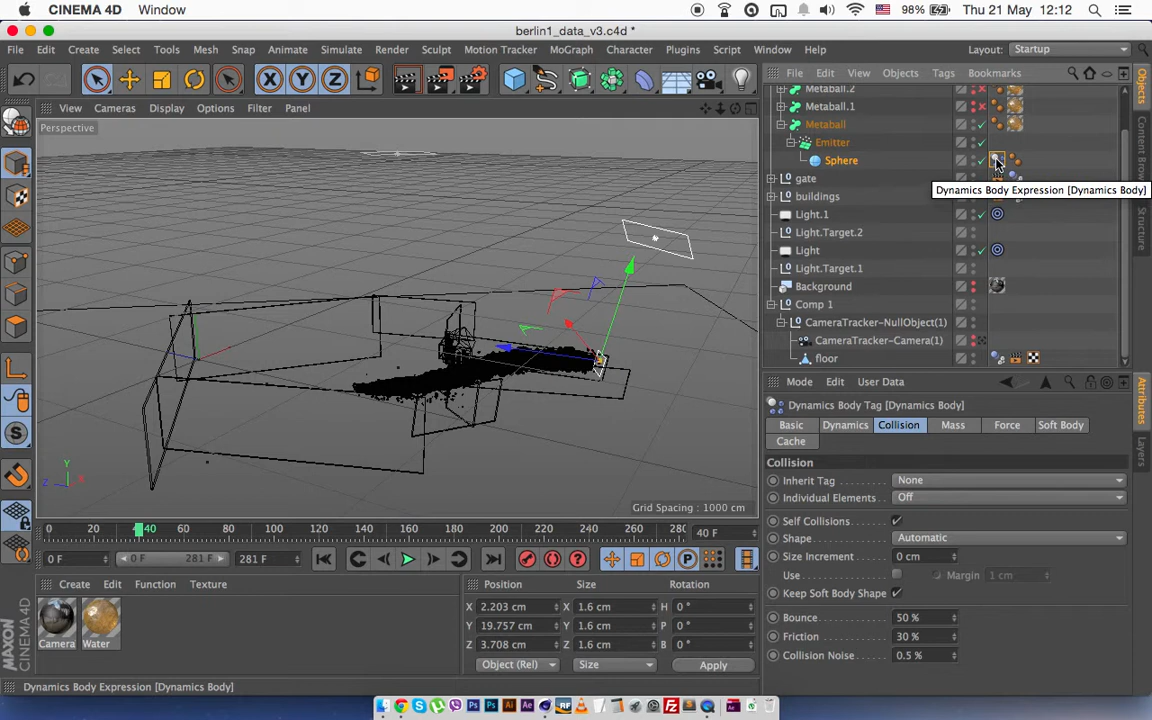 CINEMA 4D Window 98% Thu 21 May 12:12
berlin1_data_v3.c4d *
File Edit Create Select Tools Mesh Snap Animate Simulate Render Sculpt Motion Tracker MoGraph Character Plugins Script Window Help Layout: Startup
X Y Z
File Edit View Objects Tags Bookmarks
View Cameras Display Options Filter Panel
Perspective
Metaball.2
Metaball.1
Metaball
Emitter
Sphere
gate
Dynamics Body Expression [Dynamics Body]
buildings
Light.1
Light.Target.2
Light
Light.Target.1
Background
Comp 1
CameraTracker-NullObject(1)
CameraTracker-Camera(1)
floor
Objects
Content Browser
Structure
Attributes
Layers
Mode Edit User Data
Dynamics Body Tag [Dynamics Body]
Basic Dynamics Collision Mass Force Soft Body
Cache
Collision
Inherit Tag None
Individual Elements Off
Self Collisions
Shape Automatic
Size Increment 0 cm
Use Margin 1 cm
Keep Soft Body Shape
Bounce 50 %
Friction 30 %
Collision Noise 0.5 %
Y
Z X
Grid Spacing : 1000 cm
0 20 40 60 80 100 120 140 160 180 200 220 240 260 280 40 F
0 F 0 F 281 F 281 F
Create Edit Function Texture
Camera Water
Position Size Rotation
X 2.203 cm X 1.6 cm H 0 °
Y 19.757 cm Y 1.6 cm P 0 °
Z 3.708 cm Z 1.6 cm B 0 °
Object (Rel) Size Apply
MAXON
CINEMA 4D
Dynamics Body Expression [Dynamics Body]